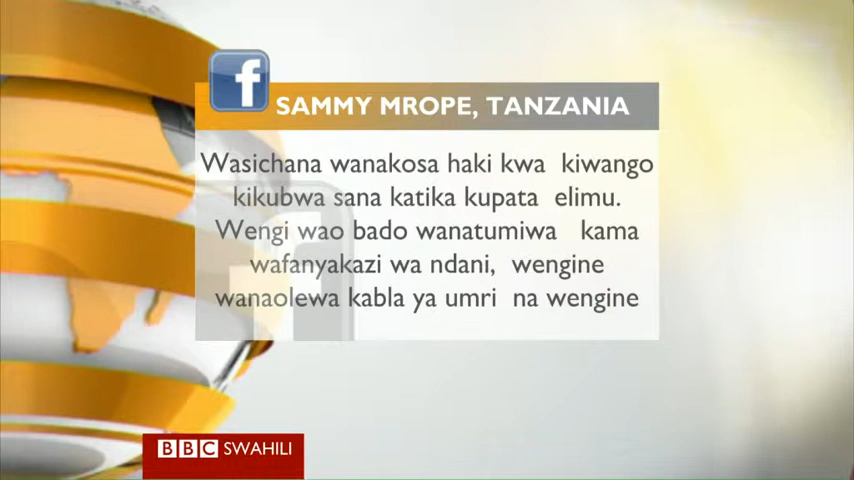 SAMMY MROPE, TANZANIA
Wasichana wanakosa haki kwa kiwango
kikubwa sana katika kupata elimu.
Wengi wao bado wanatumiwa kama
wafanyakazi wa ndani, wengine
wanaolewa kabla ya umri na wengine
BBC SWAHILI